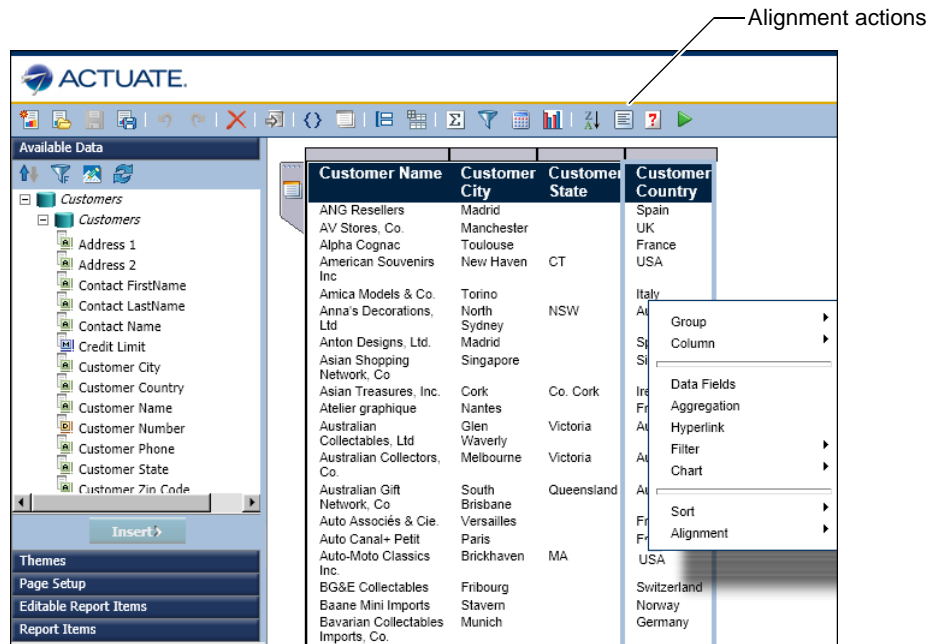 Alignment actions
ACTUATE.
Available Data
Customers
Customers
Address 1
Address 2
Contact FirstName
Contact LastName
Contact Name
Credit Limit
Customer City
Customer Country
Customer Name
Customer Number
Customer Phone
Customer State
Customer Zip Code
Insert
Themes
Page Setup
Editable Report Items
Report Items
Customer Name Customer City Customer State Customer Country
ANG Resellers Madrid Spain
AV Stores, Co. Manchester UK
Alpha Cognac Toulouse France
American Souvenirs Inc New Haven CT USA
Amica Models & Co. Torino Italy
Anna's Decorations, Ltd North Sydney NSW
Anton Designs, Ltd. Madrid
Asian Shopping Network, Co Singapore
Asian Treasures, Inc. Cork Co. Cork
Atelier graphique Nantes
Australian Collectables, Ltd Glen Waverly Victoria
Australian Collectors, Co. Melbourne Victoria
Australian Gift Network, Co South Brisbane Queensland
Auto Associés & Cie. Versailles
Auto Canal+ Petit Paris
Auto-Moto Classics Inc. Brickhaven MA USA
BG&E Collectables Fribourg Switzerland
Baane Mini Imports Stavern Norway
Bavarian Collectables Imports, Co. Munich Germany
Group
Column
Data Fields
Aggregation
Hyperlink
Filter
Chart
Sort
Alignment